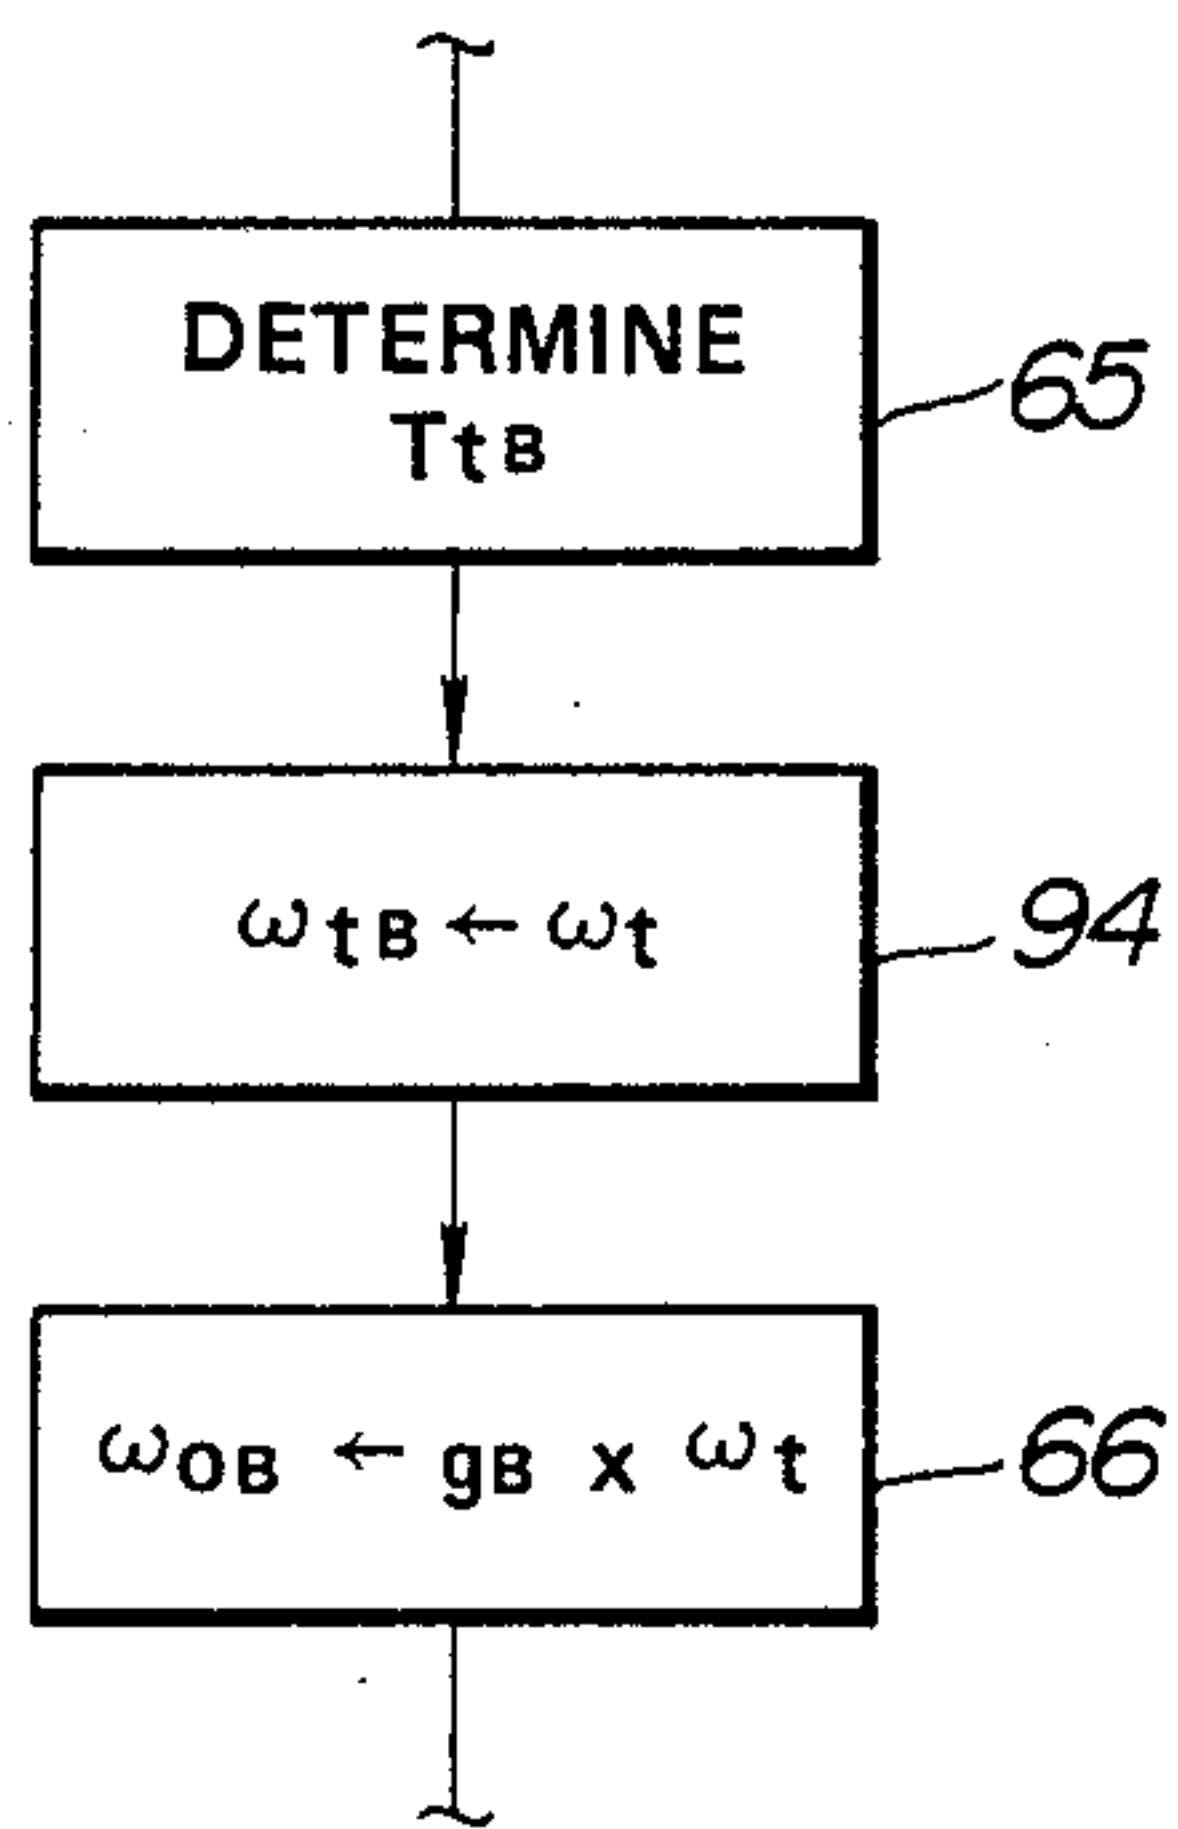 DETERMINE
TtB
65
ωtB ← ωt
94
ωOB ← gB x ωt
66